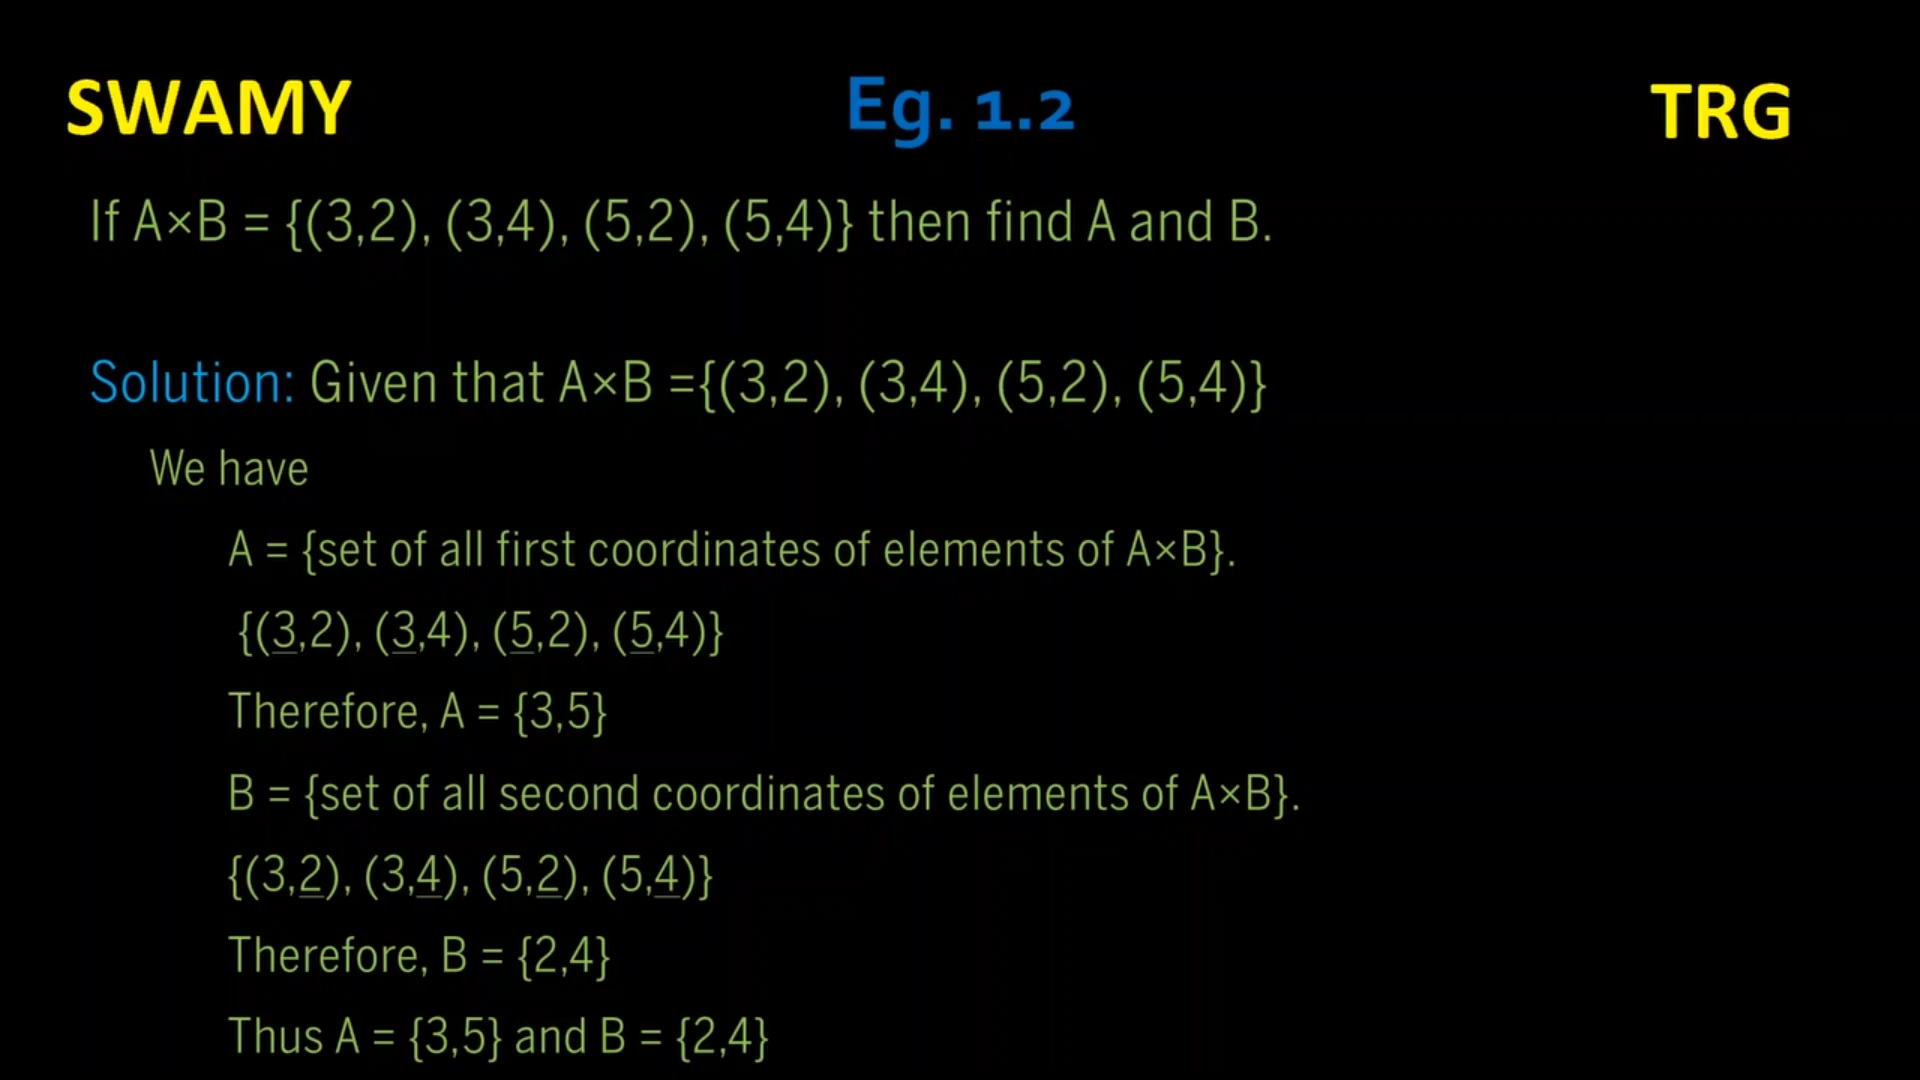 SWAMY Eg. 1.2 TRG
If A×B = {(3,2), (3,4), (5,2), (5,4)} then find A and B.
Solution: Given that A×B ={(3,2), (3,4), (5,2), (5,4)}
We have
A = {set of all first coordinates of elements of A×B}.
{(3,2), (3,4), (5,2), (5,4)}
Therefore, A = {3,5}
B = {set of all second coordinates of elements of A×B}.
{(3,2), (3,4), (5,2), (5,4)}
Therefore, B = {2,4}
Thus A = {3,5} and B = {2,4}